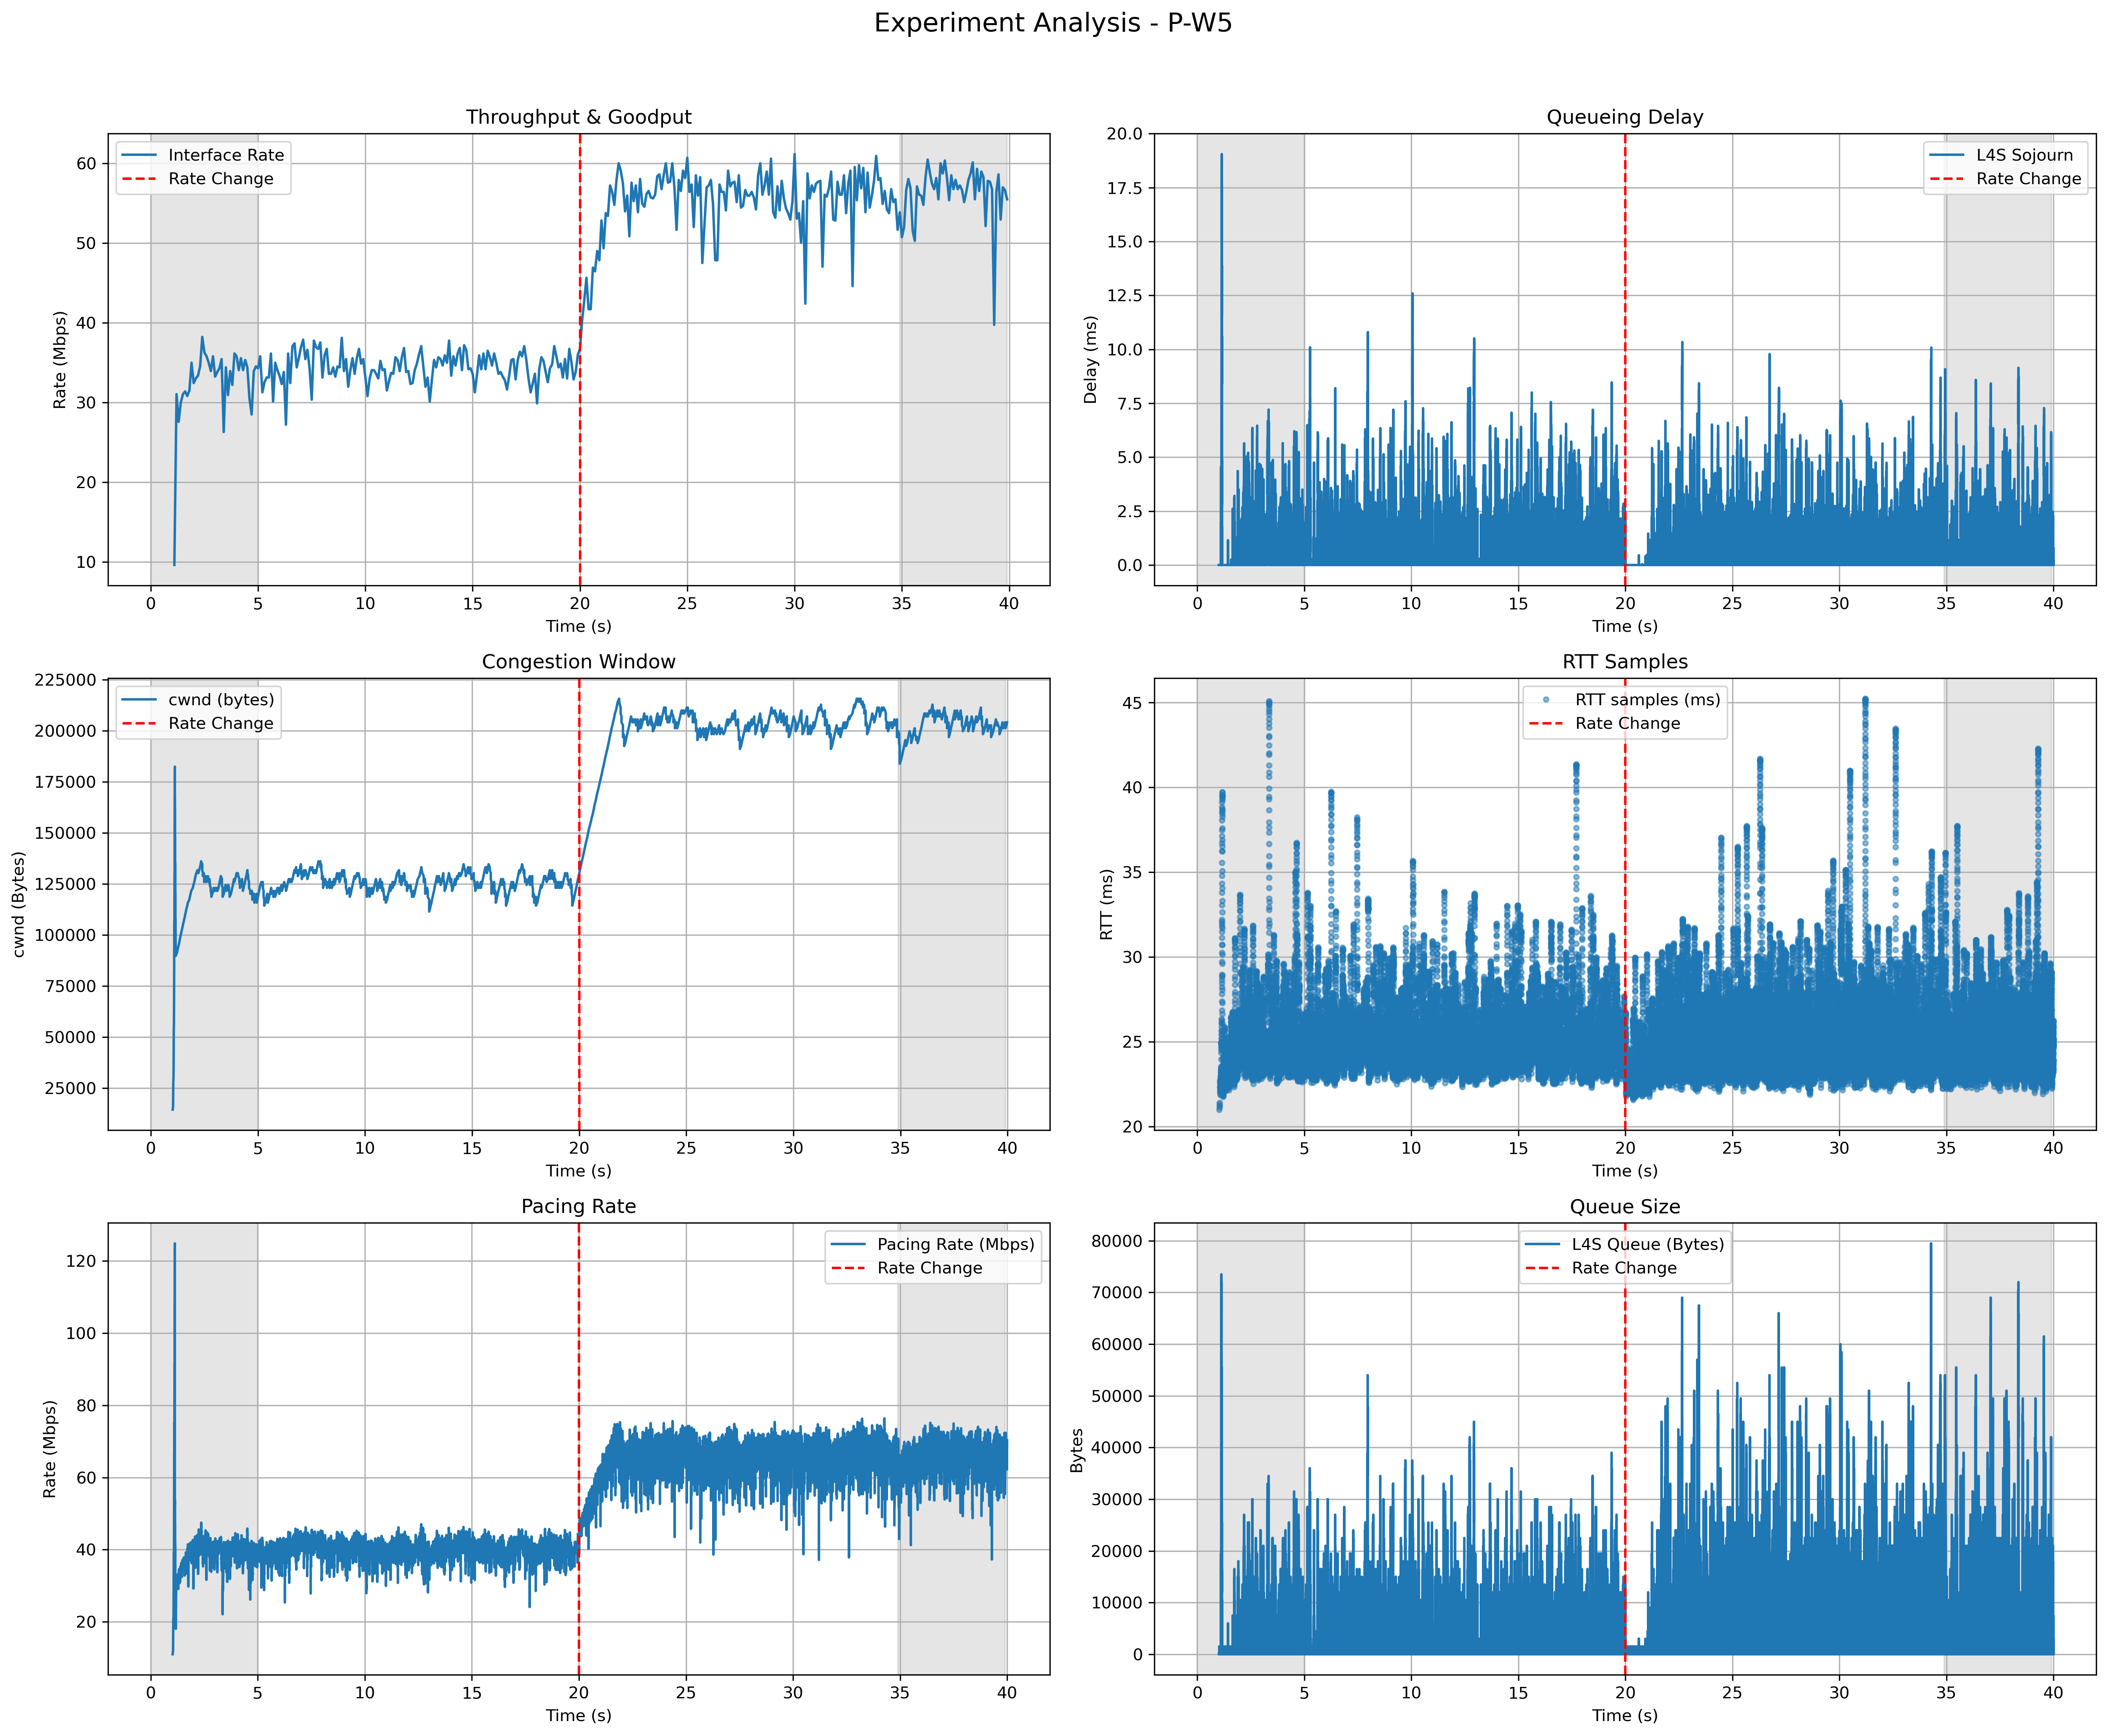 Experiment Analysis - P-W5
Throughput & Goodput
Rate (Mbps)
60
50
40
30
20
10
Interface Rate
Rate Change
0 5 10 15 20 25 30 35 40
Time (s)
Queueing Delay
Delay (ms)
20.0
17.5
15.0
12.5
10.0
7.5
5.0
2.5
0.0
L4S Sojourn
Rate Change
0 5 10 15 20 25 30 35 40
Time (s)
Congestion Window
cwnd (Bytes)
225000
200000
175000
150000
125000
100000
75000
50000
25000
cwnd (bytes)
Rate Change
0 5 10 15 20 25 30 35 40
Time (s)
RTT Samples
RTT (ms)
45
40
35
30
25
20
RTT samples (ms)
Rate Change
0 5 10 15 20 25 30 35 40
Time (s)
Pacing Rate
Rate (Mbps)
120
100
80
60
40
20
Pacing Rate (Mbps)
Rate Change
0 5 10 15 20 25 30 35 40
Time (s)
Queue Size
Bytes
80000
70000
60000
50000
40000
30000
20000
10000
0
L4S Queue (Bytes)
Rate Change
0 5 10 15 20 25 30 35 40
Time (s)